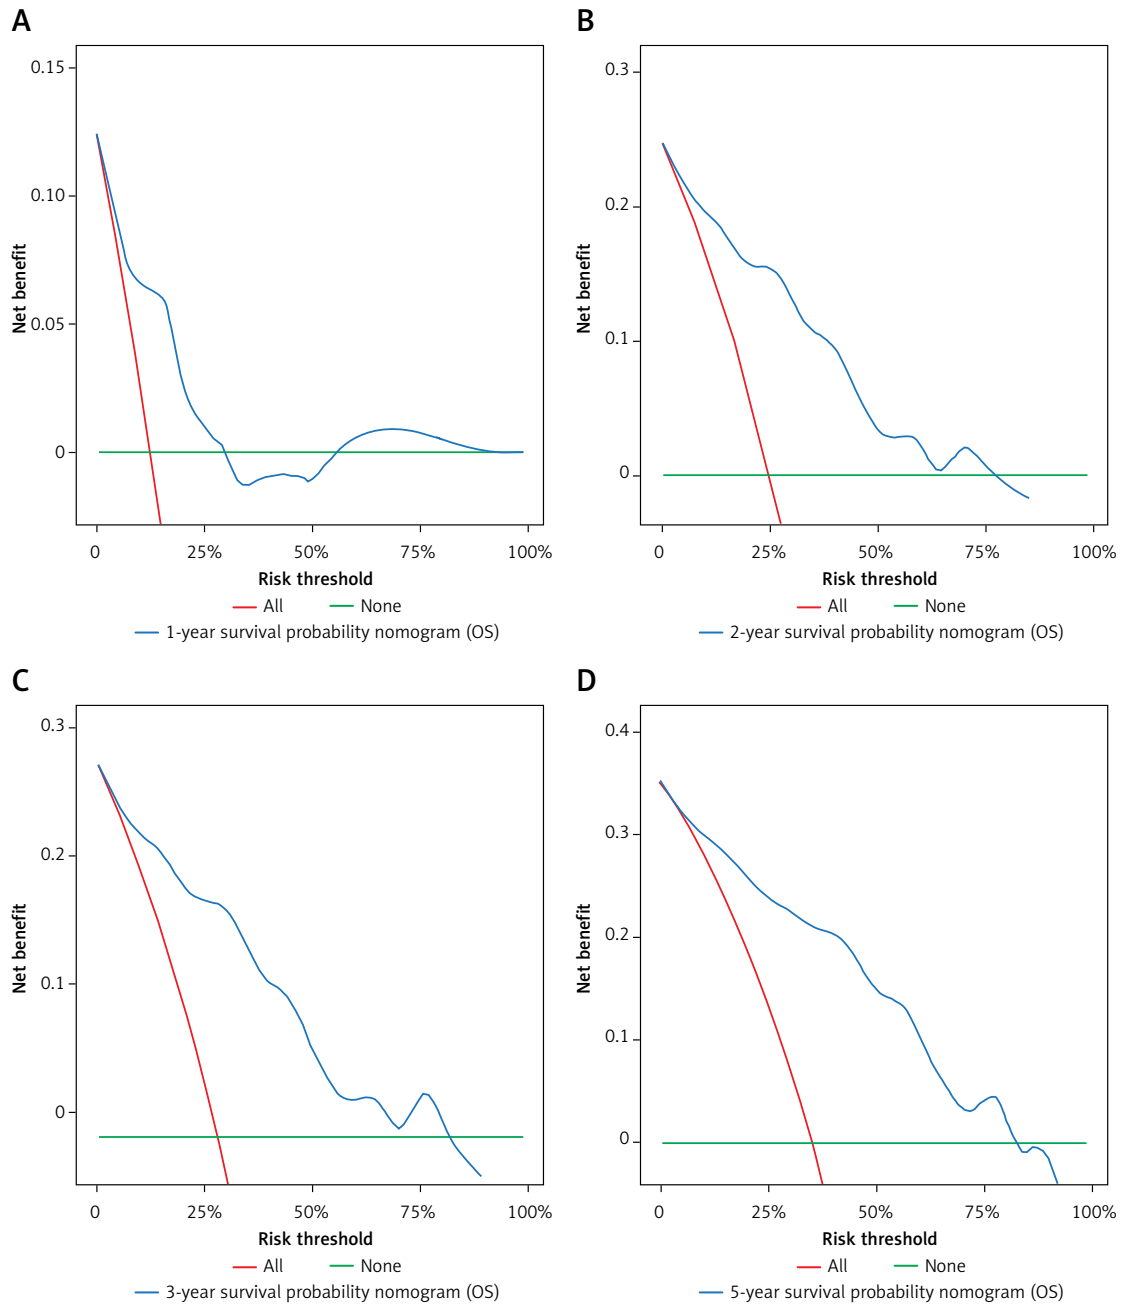 A
0.15
0.10
0.05
0
Net benefit
0 25% 50% 75% 100%
Risk threshold
All None
1-year survival probability nomogram (OS)
B
0.3
0.2
0.1
0
Net benefit
0 25% 50% 75% 100%
Risk threshold
All None
2-year survival probability nomogram (OS)
C
0.3
0.2
0.1
0
Net benefit
0 25% 50% 75% 100%
Risk threshold
All None
3-year survival probability nomogram (OS)
D
0.4
0.3
0.2
0.1
0
Net benefit
0 25% 50% 75% 100%
Risk threshold
All None
5-year survival probability nomogram (OS)